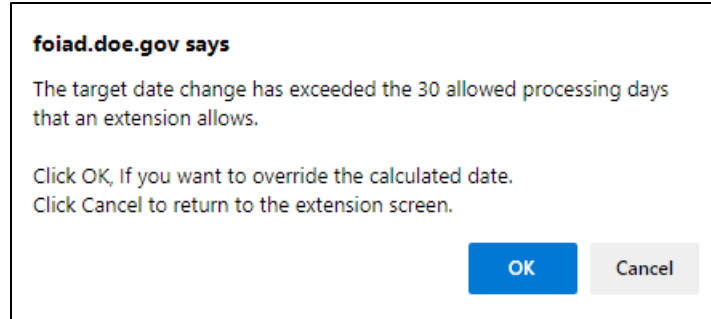 foiad.doe.gov says
The target date change has exceeded the 30 allowed processing days
that an extension allows.
Click OK, If you want to override the calculated date.
Click Cancel to return to the extension screen.
OK
Cancel